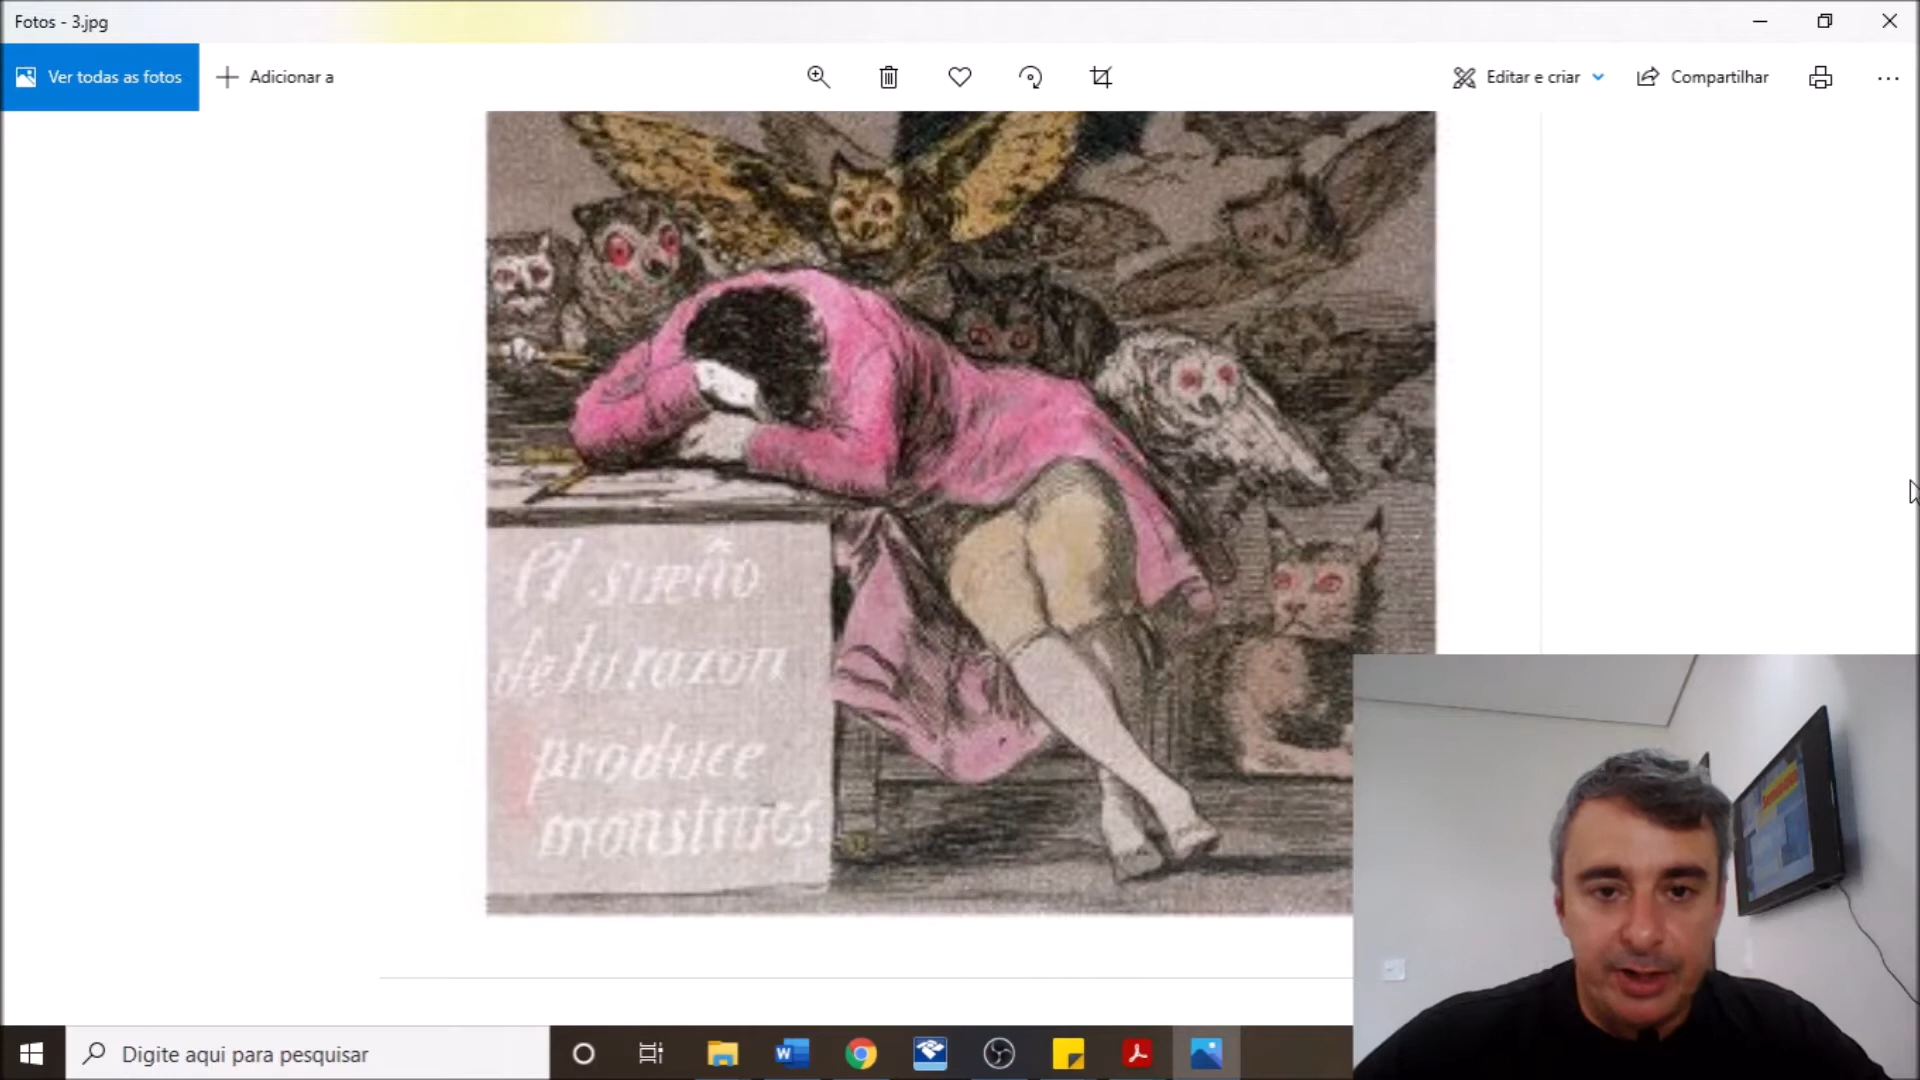 Fotos - 3.jpg
Ver todas as fotos
Adicionar a
Editar e criar
Compartilhar
El sueño
de la razon
produce
monstruos
Digite aqui para pesquisar